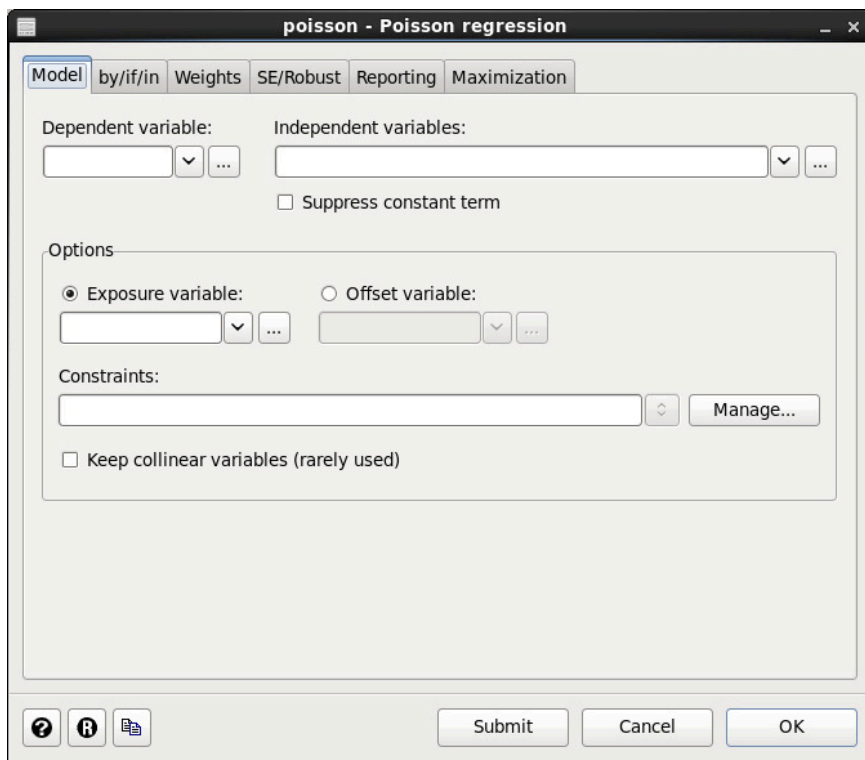 poisson - Poisson regression
Model by/if/in Weights SE/Robust Reporting Maximization
Dependent variable: Independent variables:
... ...
Suppress constant term
Options
Exposure variable: Offset variable:
... ...
Constraints:
Manage...
Keep collinear variables (rarely used)
? R Submit Cancel OK